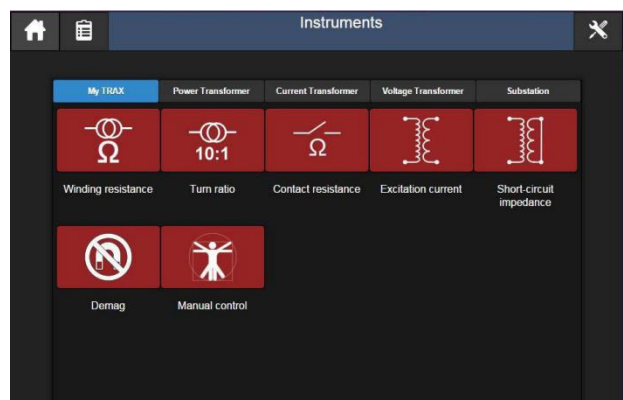 Instruments
My TRAX
Power Transformer
Current Transformer
Voltage Transformer
Substation
Ω
10:1
Ω
Winding resistance
Turn ratio
Contact resistance
Excitation current
Short-circuit
impedance
Demag
Manual control